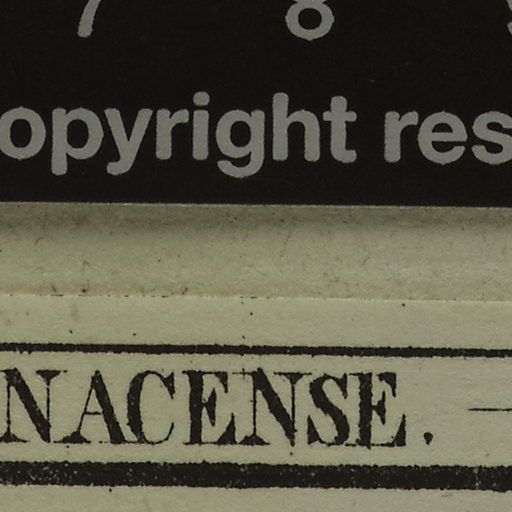 7 8
opyright res
NACENSE. —